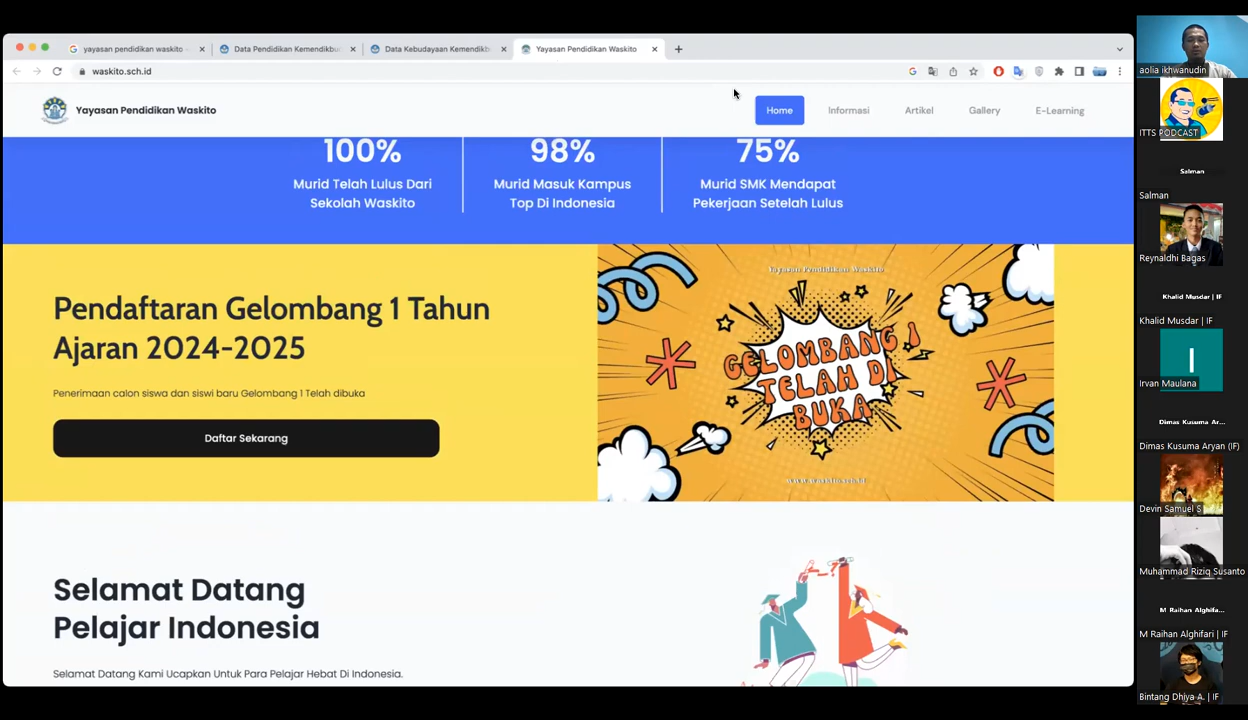 yayasan pendidikan waskito
Data Pendidikan Kemendikbu
Data Kebudayaan Kemendikb
Yayasan Pendidikan Waskito
waskito.sch.id
Yayasan Pendidikan Waskito
Home
Informasi
Artikel
Gallery
E-Learning
100%
Murid Telah Lulus Dari
Sekolah Waskito
98%
Murid Masuk Kampus
Top Di Indonesia
75%
Murid SMK Mendapat
Pekerjaan Setelah Lulus
Pendaftaran Gelombang 1 Tahun
Ajaran 2024-2025
Penerimaan calon siswa dan siswi baru Gelombang 1 Telah dibuka
Daftar Sekarang
Yayasan Pendidikan Waskito
GELOMBANG 1
TELAH DI
BUKA
Selamat Datang
Pelajar Indonesia
Selamat Datang Kami Ucapkan Untuk Para Pelajar Hebat Di Indonesia.
aolia ikhwanudin
ITTS PODCAST
Salman
Salman
Reynaldhi Bagas
Khalid Musdar | IF
Khalid Musdar | IF
I
Irvan Maulana
Dimas Kusuma Ar...
Dimas Kusuma Aryan (IF)
Devin Samuel S
Muhammad Riziq Susanto
M Raihan Alghifa...
M Raihan Alghifari | IF
Bintang Dhiya A. | IF